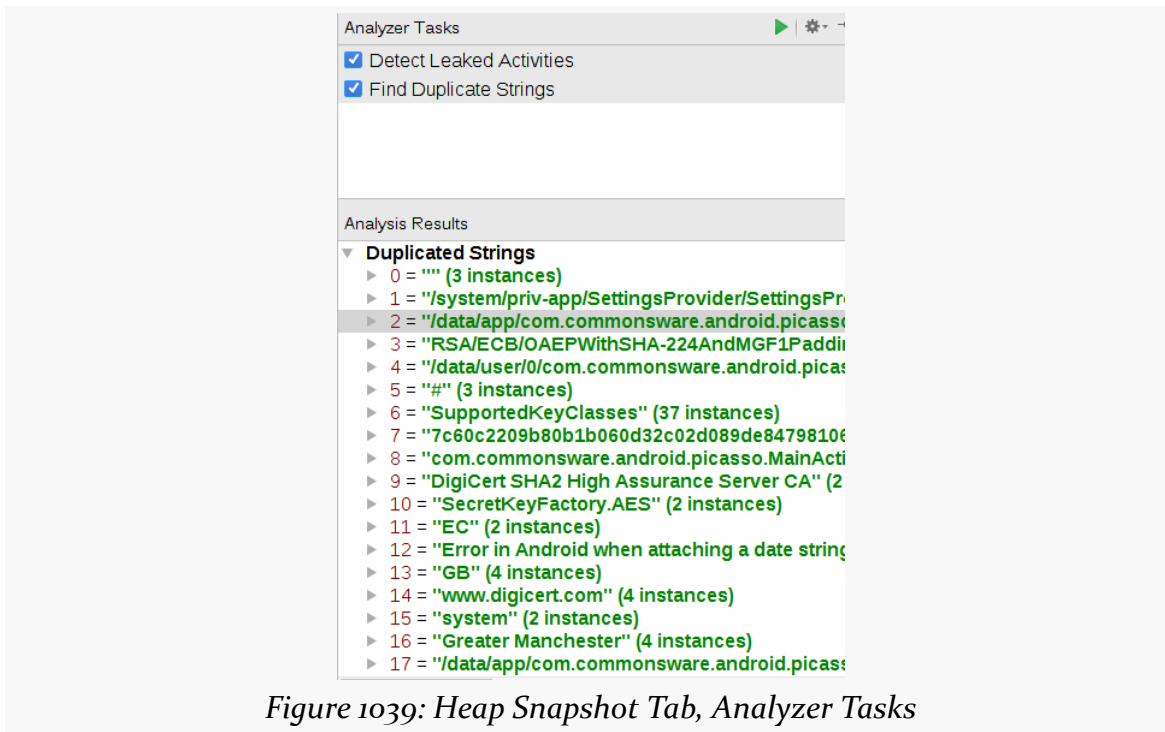 Analyzer Tasks
Detect Leaked Activities
Find Duplicate Strings
Analysis Results
Duplicated Strings
0 = "" (3 instances)
1 = "/system/priv-app/SettingsProvider/SettingsPr
2 = "/data/app/com.commonsware.android.picasso
3 = "RSA/ECB/OAEPWithSHA-224AndMGF1Paddin
4 = "/data/user/0/com.commonsware.android.picas
5 = "#" (3 instances)
6 = "SupportedKeyClasses" (37 instances)
7 = "7c60c2209b80b1b060d32c02d089de84798106
8 = "com.commonsware.android.picasso.MainActi
9 = "DigiCert SHA2 High Assurance Server CA" (2
10 = "SecretKeyFactory.AES" (2 instances)
11 = "EC" (2 instances)
12 = "Error in Android when attaching a date string
13 = "GB" (4 instances)
14 = "www.digicert.com" (4 instances)
15 = "system" (2 instances)
16 = "Greater Manchester" (4 instances)
17 = "/data/app/com.commonsware.android.picass
Figure 1039: Heap Snapshot Tab, Analyzer Tasks